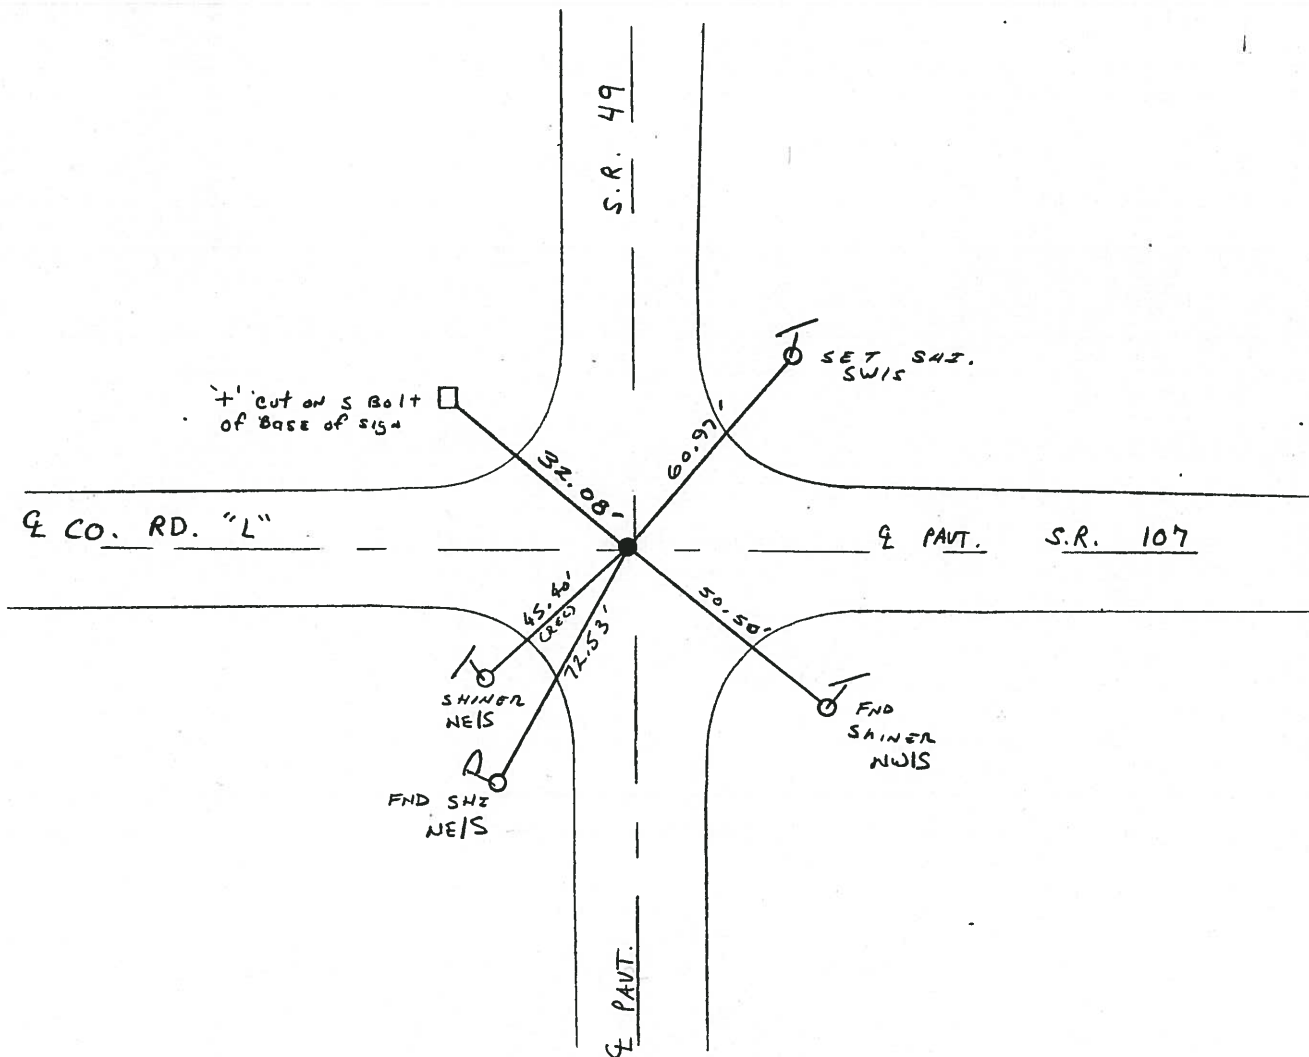 S.R. 49
SET SHI.
SW/S
'+' cut on S Bolt
of Base of sign
32.08'
60.97'
℄ CO. RD. "L"
℄ PAVT. S.R. 107
45.40'
(REC)
72.53'
50.50'
SHINER
NE/S
FND
SHINER
NW/S
FND SHI
NE/S
℄ PAVT.